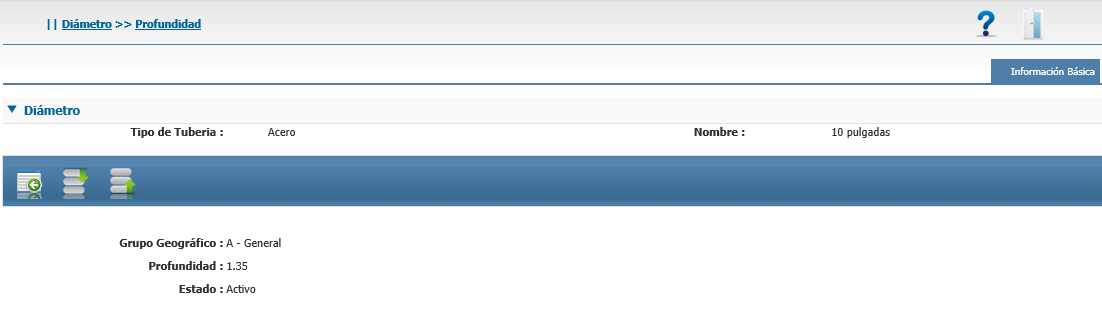 || Diámetro >> Profundidad
Información Básica
Diámetro
Tipo de Tuberia : Acero Nombre : 10 pulgadas
Grupo Geográfico : A - General
Profundidad : 1.35
Estado : Activo